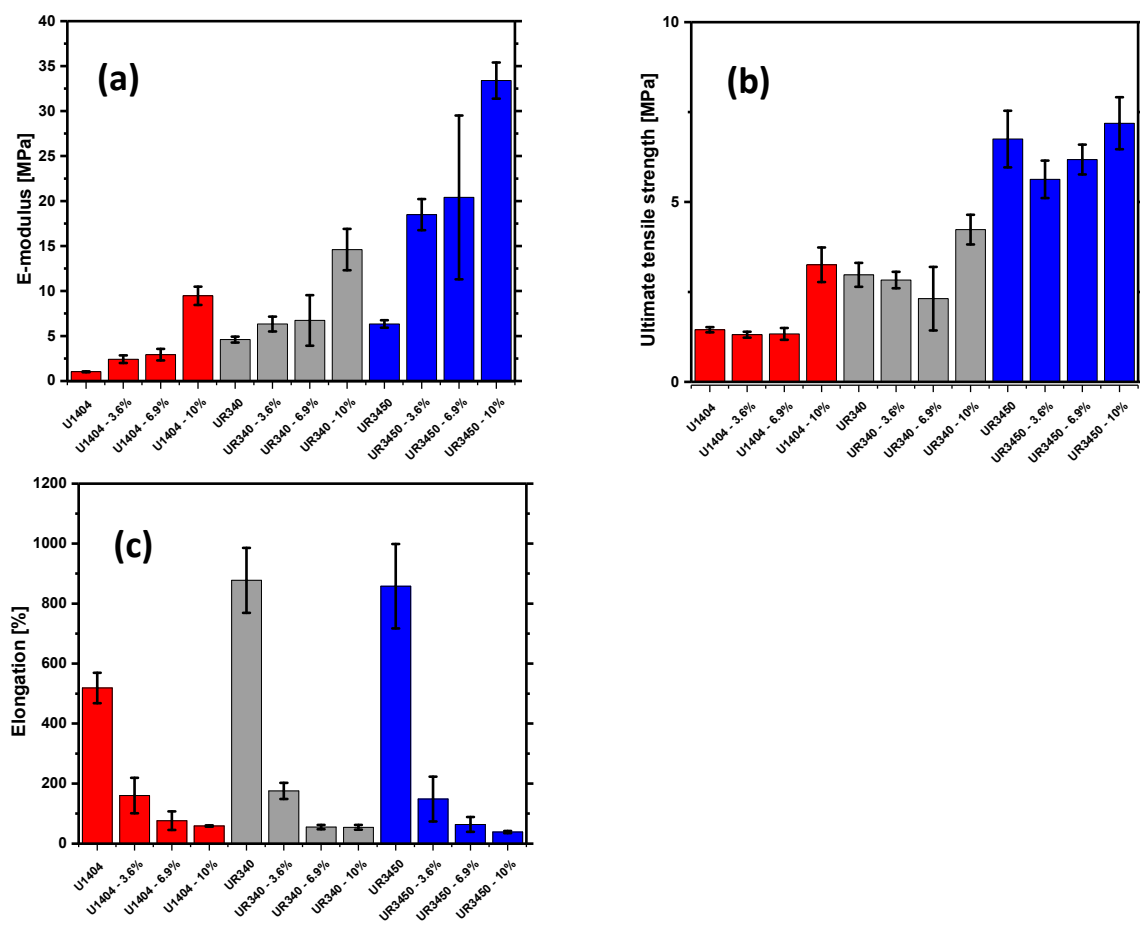 40
35
30
25
20
15
10
5
0
E-modulus [MPa]
(a)
U1404
U1404 - 3.6%
U1404 - 6.9%
U1404 - 10%
UR340
UR340 - 3.6%
UR340 - 6.9%
UR340 - 10%
UR3450
UR3450 - 3.6%
UR3450 - 6.9%
UR3450 - 10%
10
5
0
Ultimate tensile strength [MPa]
(b)
U1404
U1404 - 3.6%
U1404 - 6.9%
U1404 - 10%
UR340
UR340 - 3.6%
UR340 - 6.9%
UR340 - 10%
UR3450
UR3450 - 3.6%
UR3450 - 6.9%
UR3450 - 10%
1200
1000
800
600
400
200
0
Elongation [%]
(c)
U1404
U1404 - 3.6%
U1404 - 6.9%
U1404 - 10%
UR340
UR340 - 3.6%
UR340 - 6.9%
UR340 - 10%
UR3450
UR3450 - 3.6%
UR3450 - 6.9%
UR3450 - 10%